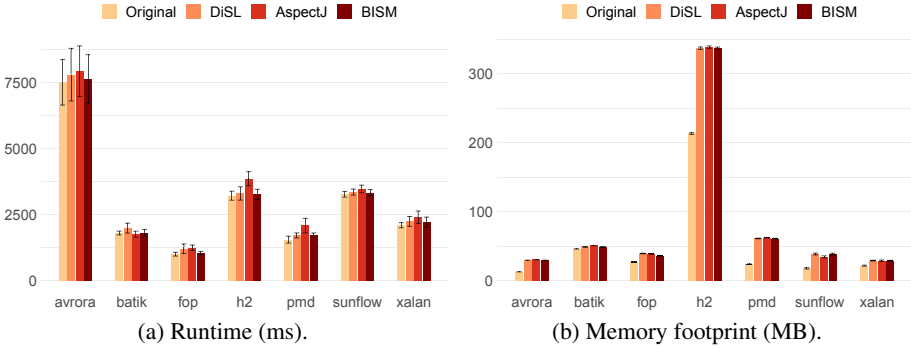 Original DiSL AspectJ BISM
7500
5000
2500
0
avrora batik fop h2 pmd sunflow xalan
(a) Runtime (ms).
Original DiSL AspectJ BISM
300
200
100
0
avrora batik fop h2 pmd sunflow xalan
(b) Memory footprint (MB).